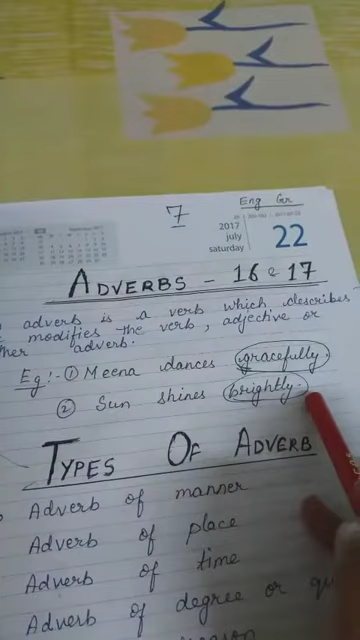 Eng Gr
7
2017
july
saturday
22
ADVERBS - 16 & 17
adverb is a verb which describes
modifies the verb, adjective or
adverb.
Eg:- ① Meena dances gracefully.
② Sun shines brightly.
TYPES OF ADVERB
Adverb of manner
Adverb of place
Adverb of time
Adverb of degree or
Adverb of